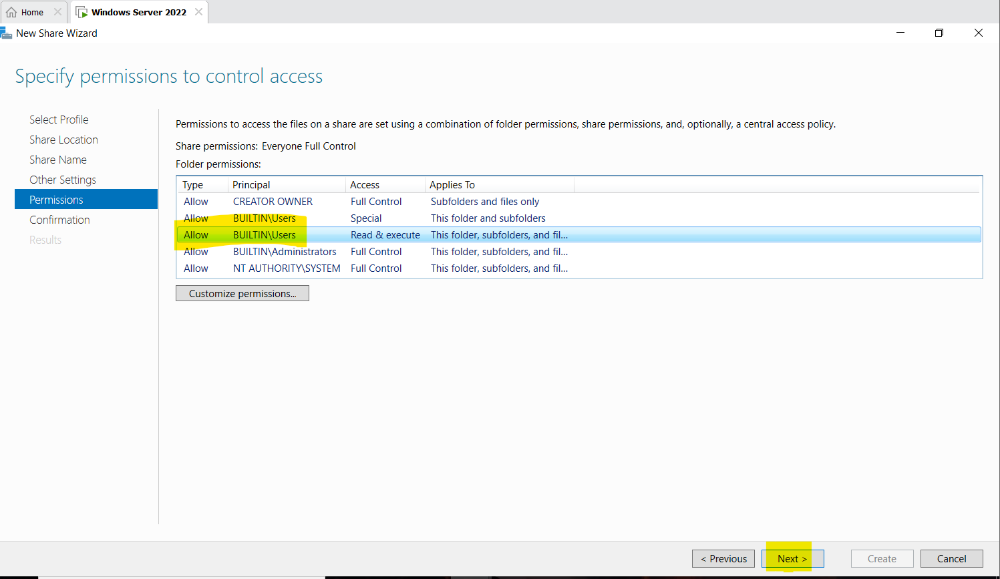 Home
Windows Server 2022
New Share Wizard
Specify permissions to control access
Select Profile
Share Location
Share Name
Other Settings
Permissions
Confirmation
Results
Permissions to access the files on a share are set using a combination of folder permissions, share permissions, and, optionally, a central access policy.
Share permissions: Everyone Full Control
Folder permissions:
Type Principal Access Applies To
Allow CREATOR OWNER Full Control Subfolders and files only
Allow BUILTIN\Users Special This folder and subfolders
Allow BUILTIN\Users Read & execute This folder, subfolders, and fil...
Allow BUILTIN\Administrators Full Control This folder, subfolders, and fil...
Allow NT AUTHORITY\SYSTEM Full Control This folder, subfolders, and fil...
Customize permissions...
< Previous Next > Create Cancel